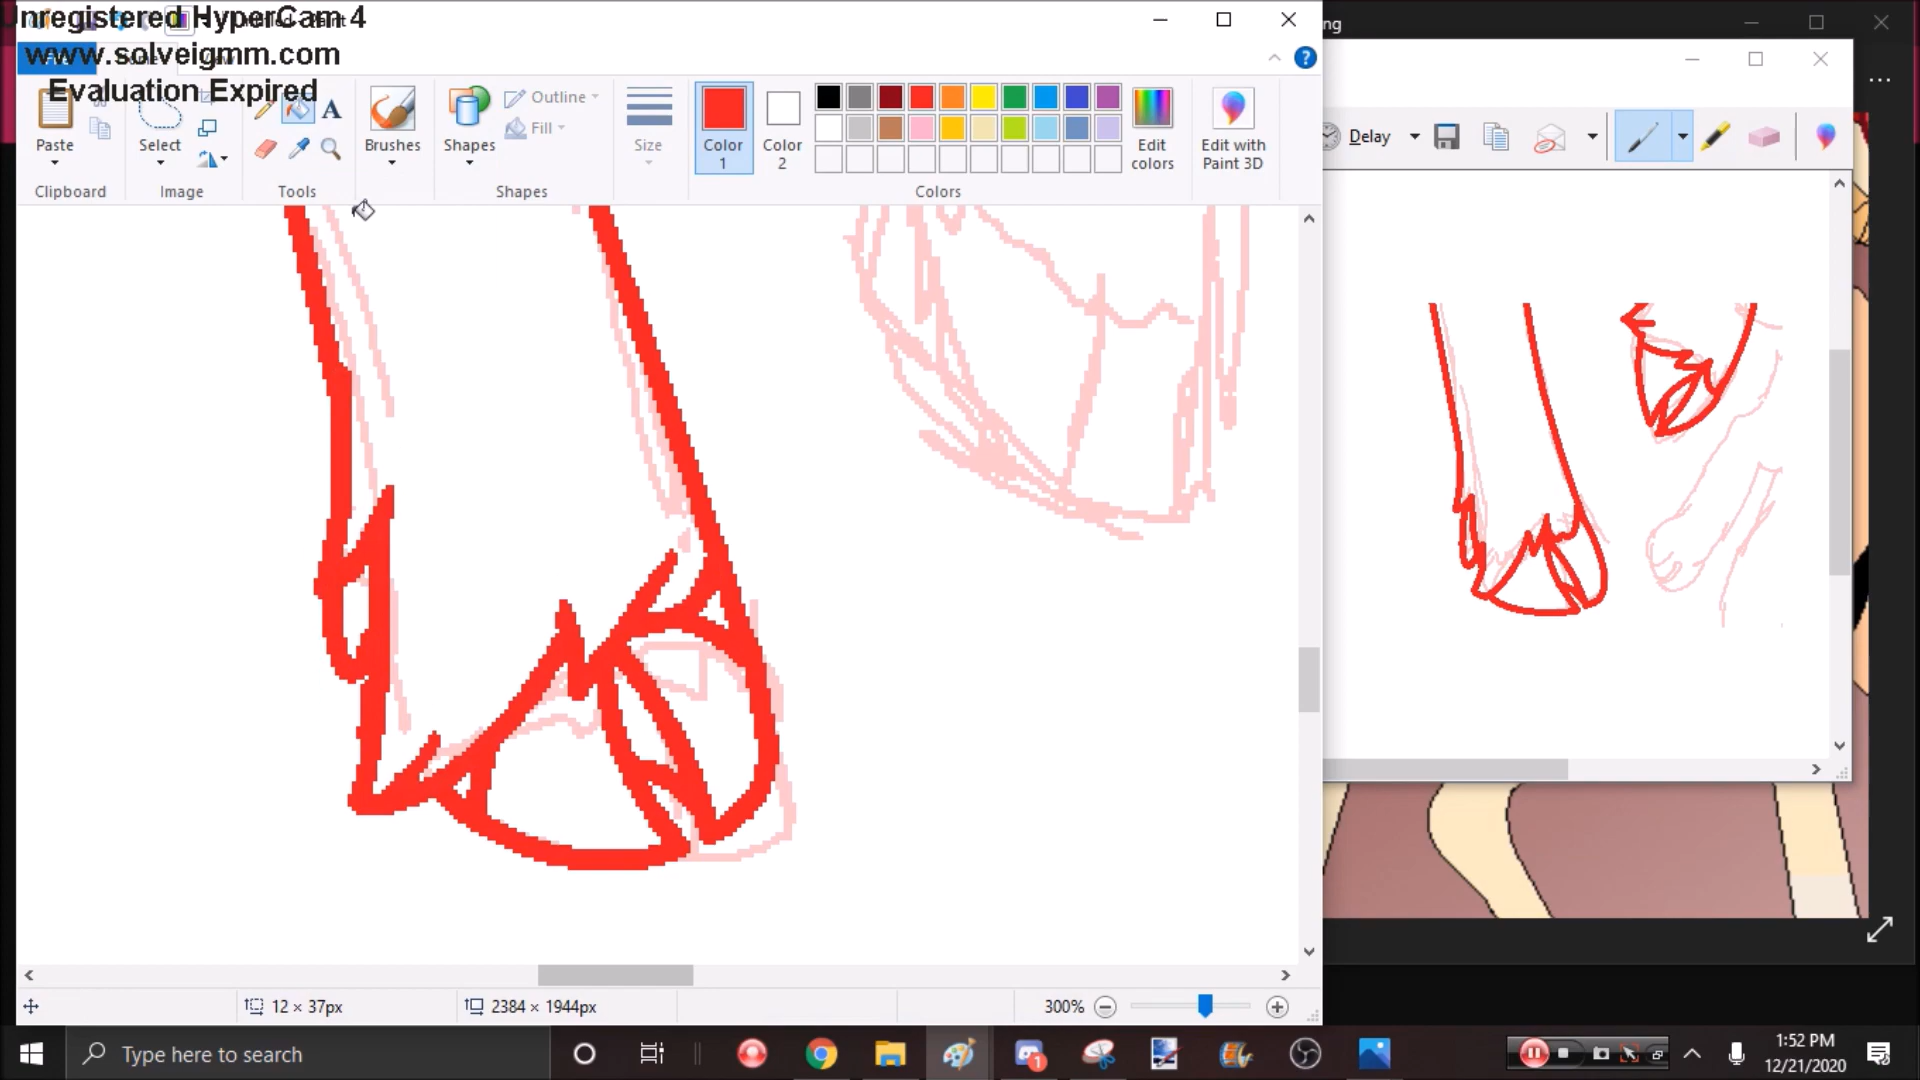 Unregistered HyperCam 4
www.solveigmm.com
Evaluation Expired
ng
Paste
Select
Brushes
Shapes
Outline
Fill
Size
Color
1
Color
2
Edit
colors
Edit with
Paint 3D
Clipboard
Image
Tools
Shapes
Colors
Delay
12 × 37px
2384 × 1944px
300%
Type here to search
1
1:52 PM
12/21/2020